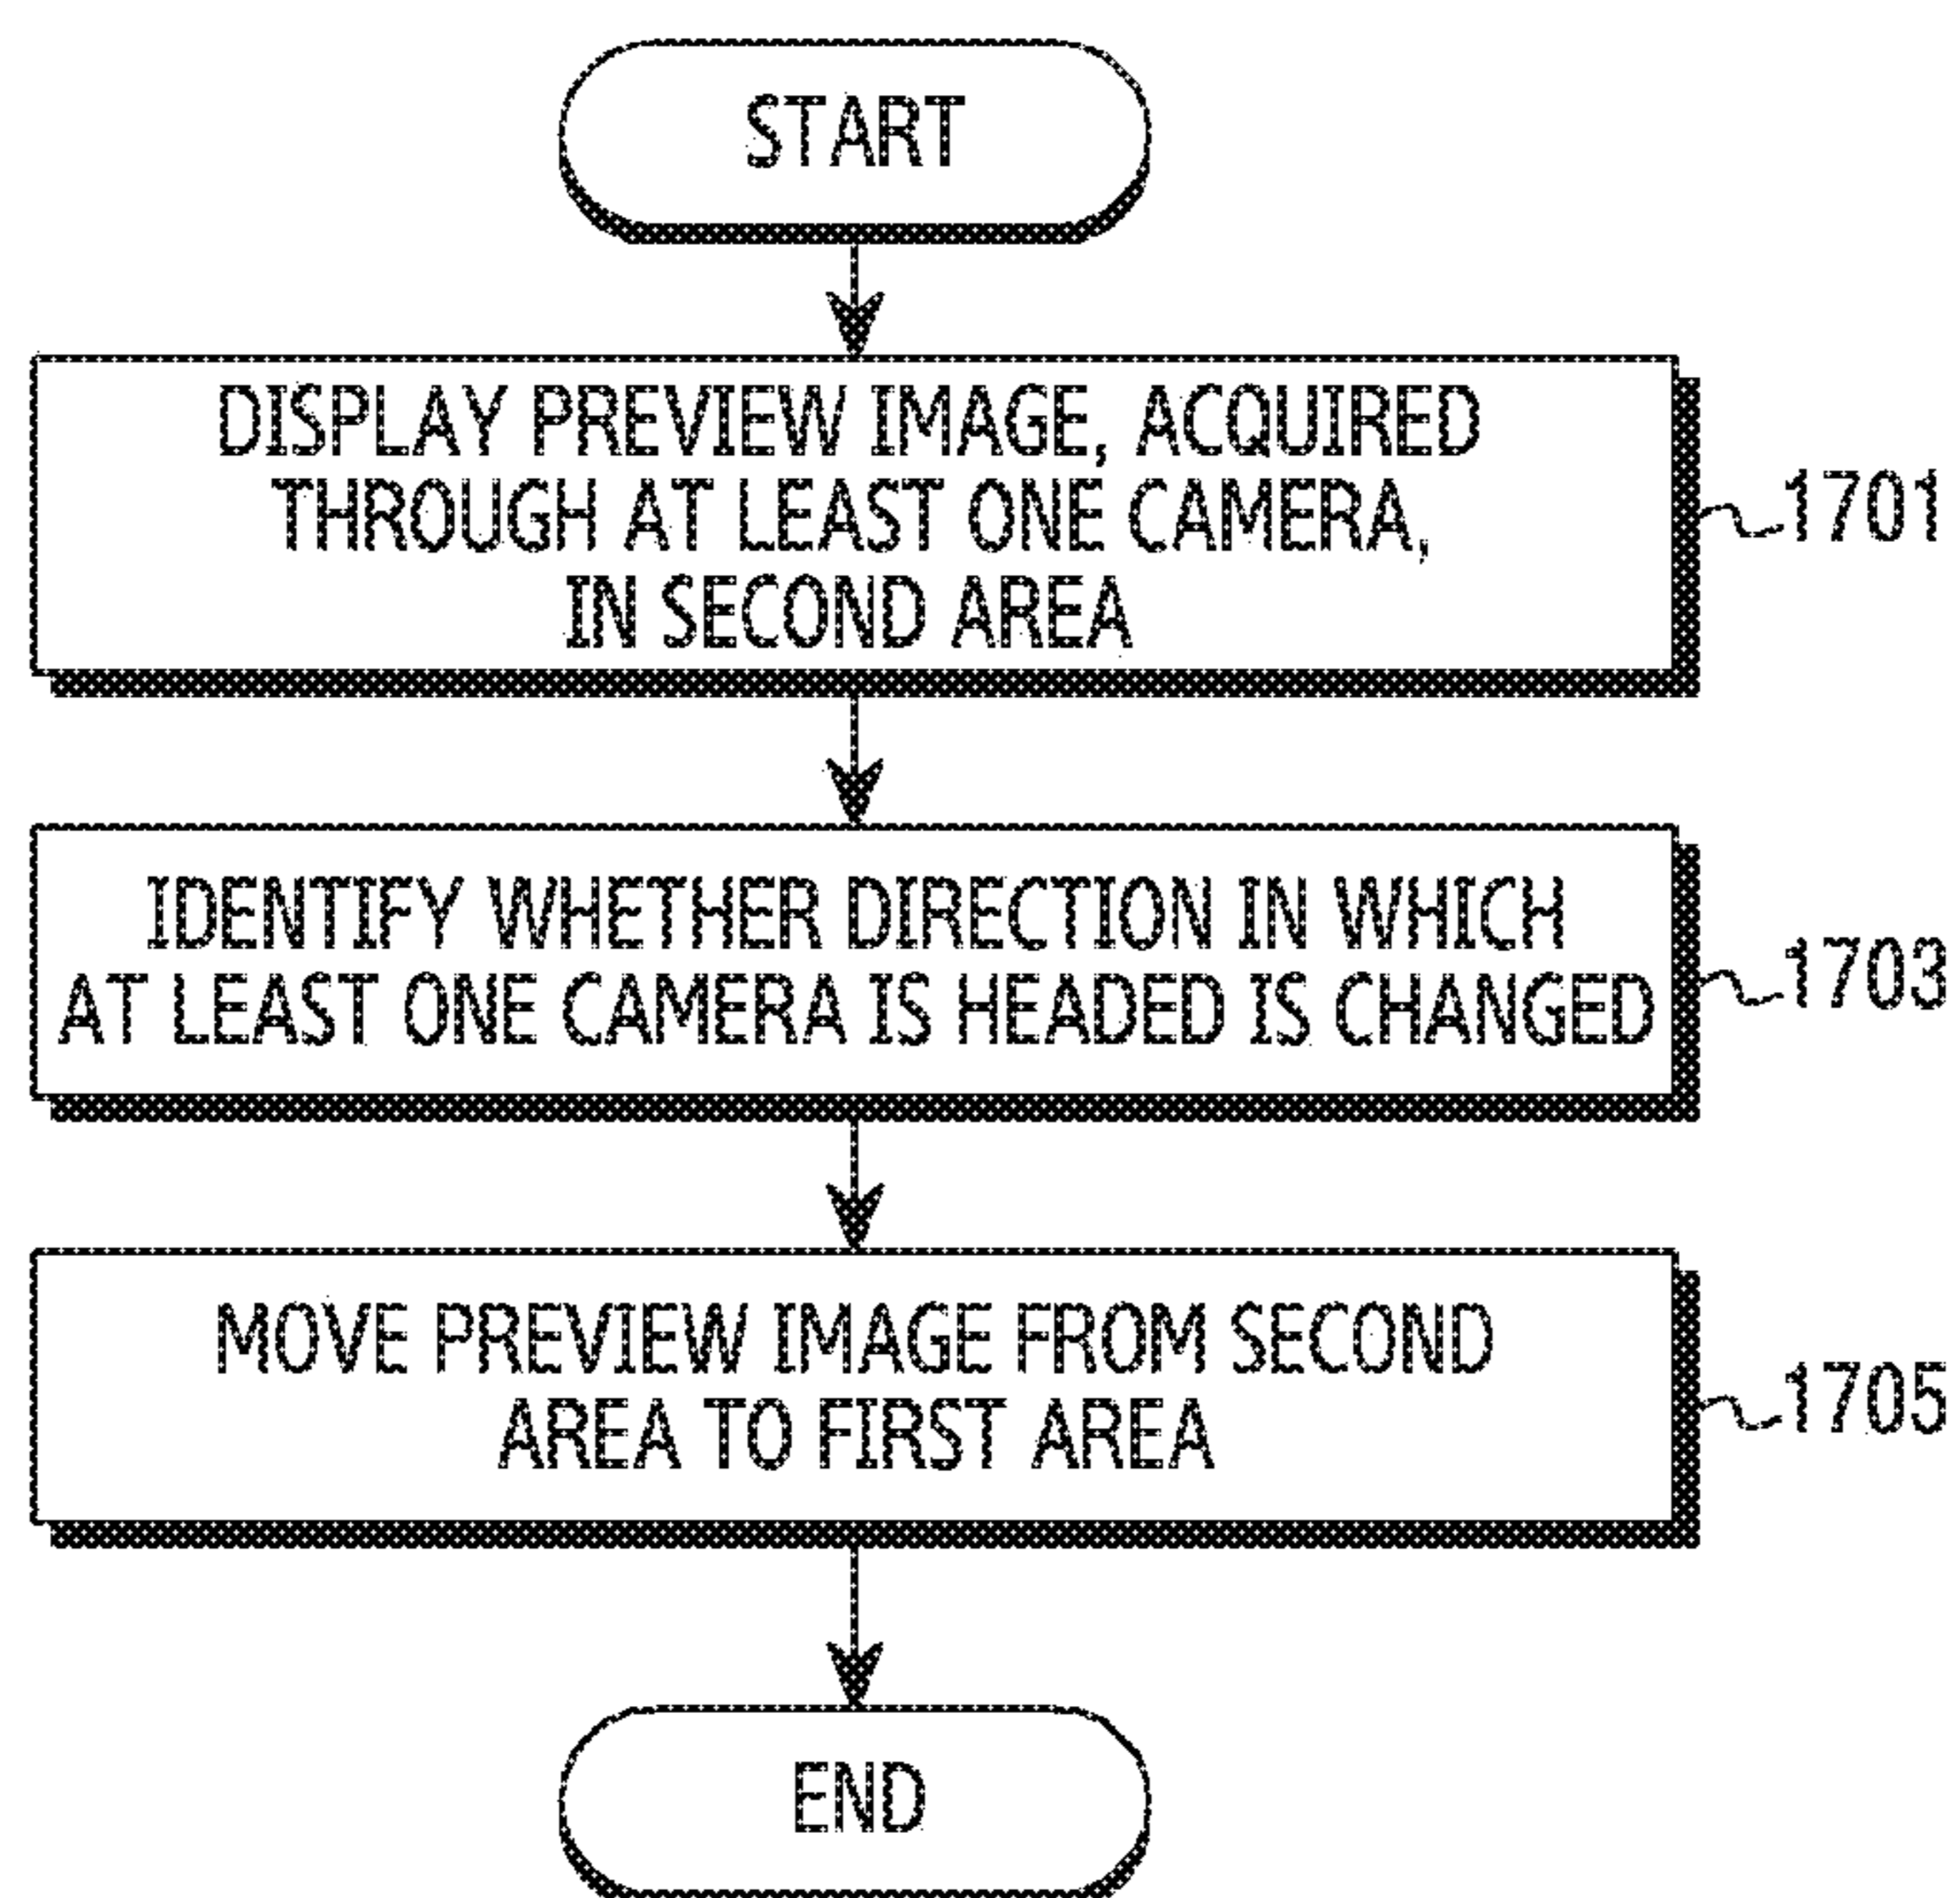 START
DISPLAY PREVIEW IMAGE, ACQUIRED
THROUGH AT LEAST ONE CAMERA,
IN SECOND AREA
1701
IDENTIFY WHETHER DIRECTION IN WHICH
AT LEAST ONE CAMERA IS HEADED IS CHANGED
1703
MOVE PREVIEW IMAGE FROM SECOND
AREA TO FIRST AREA
1705
END